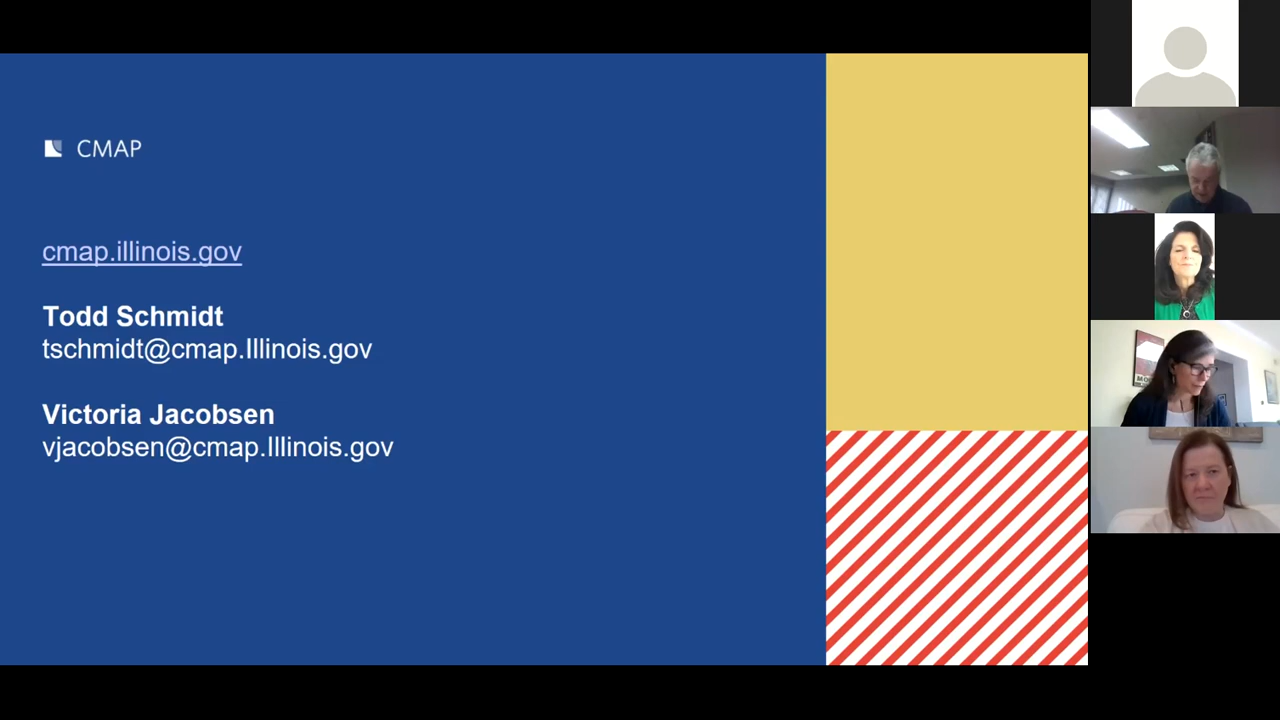 CMAP
cmap.illinois.gov
Todd Schmidt
tschmidt@cmap.Illinois.gov
Victoria Jacobsen
vjacobsen@cmap.Illinois.gov